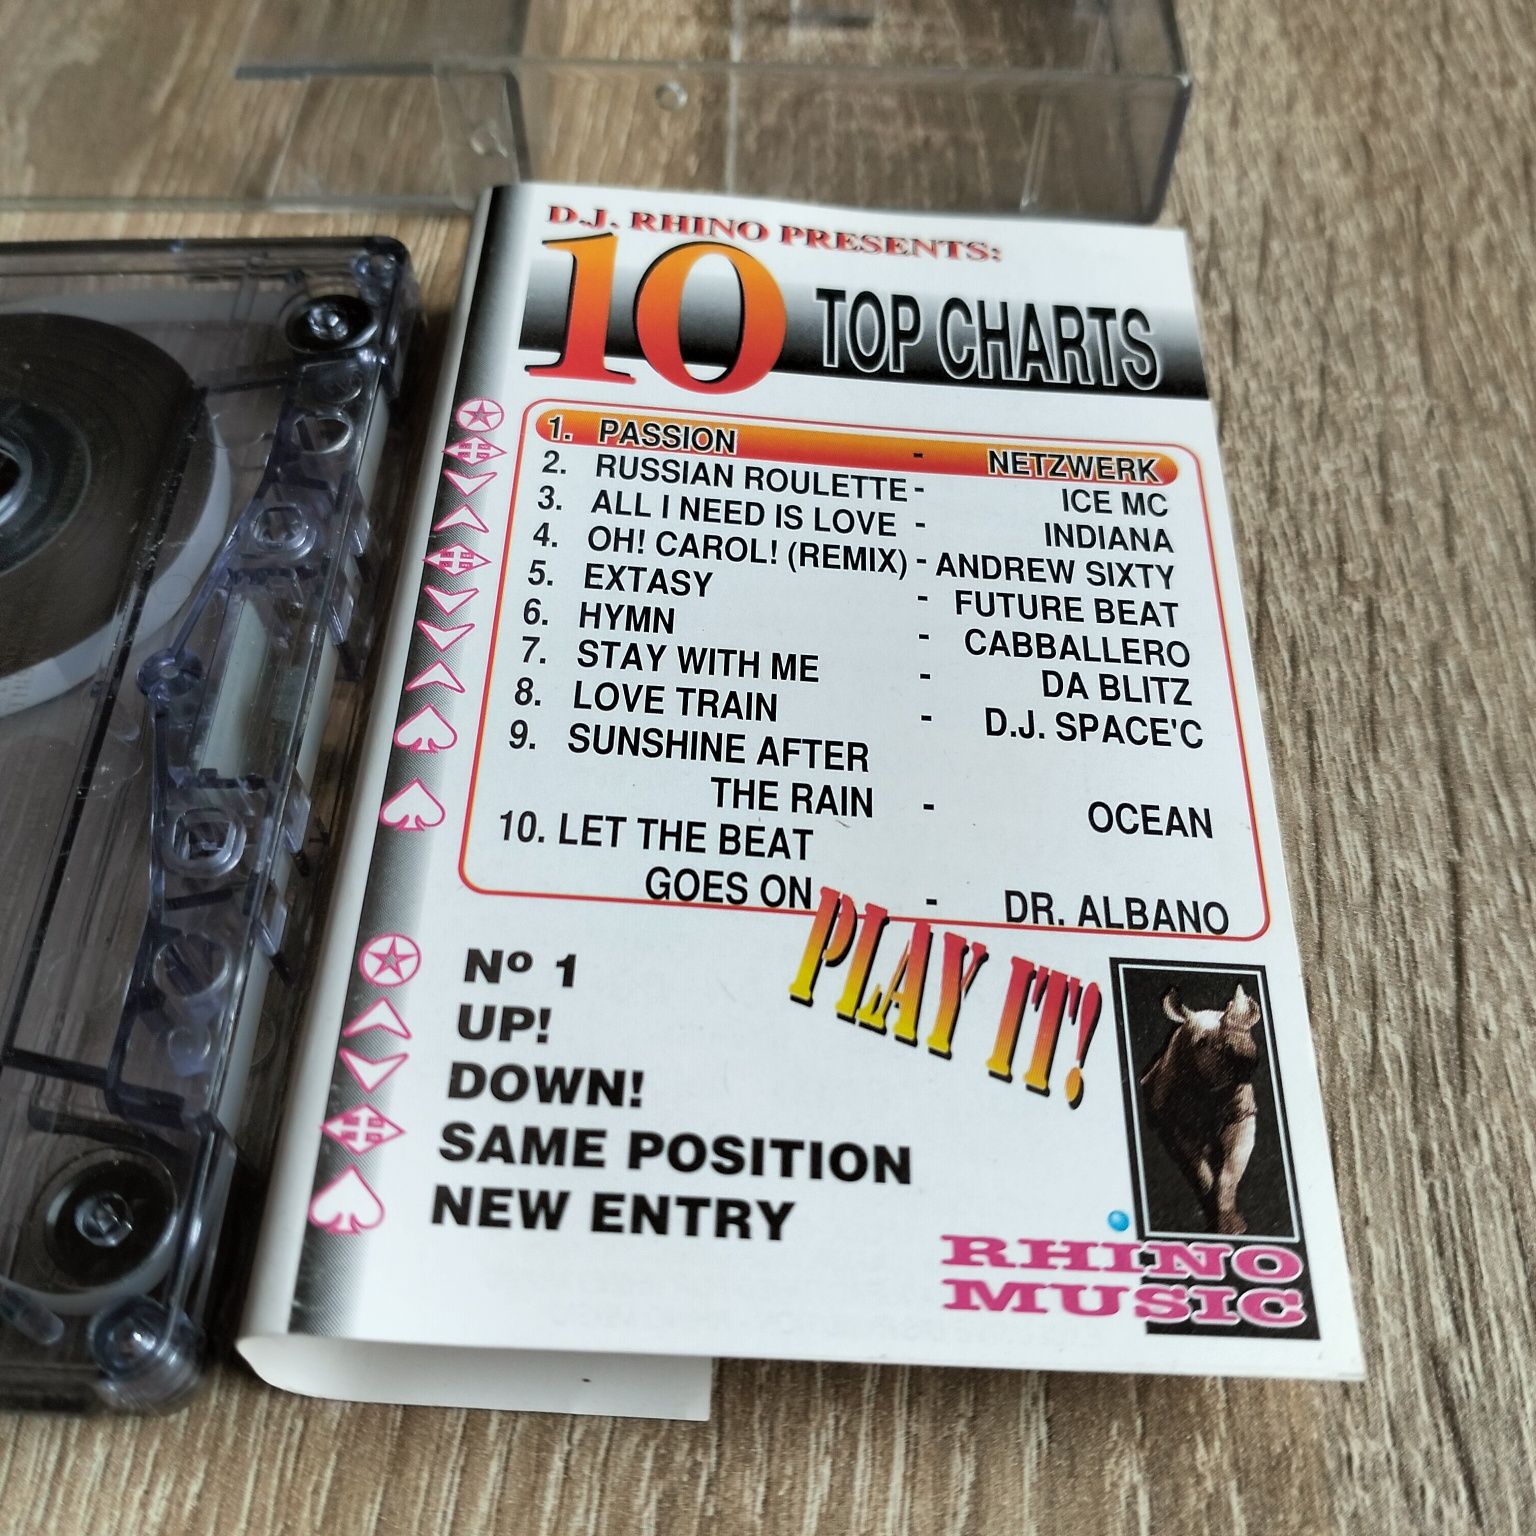 D.J. RHINO PRESENTS:
10 TOP CHARTS
1. PASSION - NETZWERK
2. RUSSIAN ROULETTE - ICE MC
3. ALL I NEED IS LOVE - INDIANA
4. OH! CAROL! (REMIX) - ANDREW SIXTY
5. EXTASY - FUTURE BEAT
6. HYMN - CABBALLERO
7. STAY WITH ME - DA BLITZ
8. LOVE TRAIN - D.J. SPACE'C
9. SUNSHINE AFTER
THE RAIN - OCEAN
10. LET THE BEAT
GOES ON - DR. ALBANO
PLAY IT!
Nº 1
UP!
DOWN!
SAME POSITION
NEW ENTRY
RHINO
MUSIC